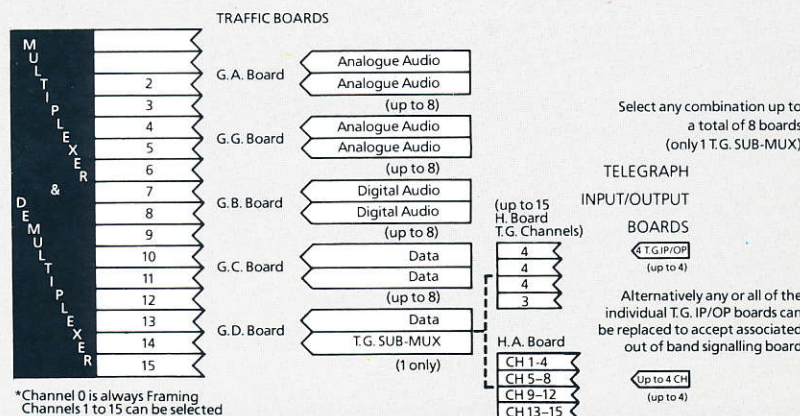 TRAFFIC BOARDS
MULTIPLEXER
&
DEMULTIPLEXER
2
3
4
5
6
7
8
9
10
11
12
13
14
15
G.A. Board
Analogue Audio
Analogue Audio
(up to 8)
G.G. Board
Analogue Audio
Analogue Audio
(up to 8)
G.B. Board
Digital Audio
Digital Audio
(up to 8)
G.C. Board
Data
Data
(up to 8)
G.D. Board
Data
T.G. SUB-MUX
(1 only)
(up to 15
H. Board
T.G. Channels)
4
4
4
3
H.A. Board
CH 1-4
CH 5–8
CH 9–12
CH 13–15
Select any combination up to
a total of 8 boards
(only 1 T.G. SUB-MUX)
TELEGRAPH
INPUT/OUTPUT
BOARDS
4 T.G IP/OP
(up to 4)
Alternatively any or all of the
individual T.G. IP/OP boards can
be replaced to accept associated
out of band signalling board
Up to 4 CH
(up to 4)
*Channel 0 is always Framing
Channels 1 to 15 can be selected